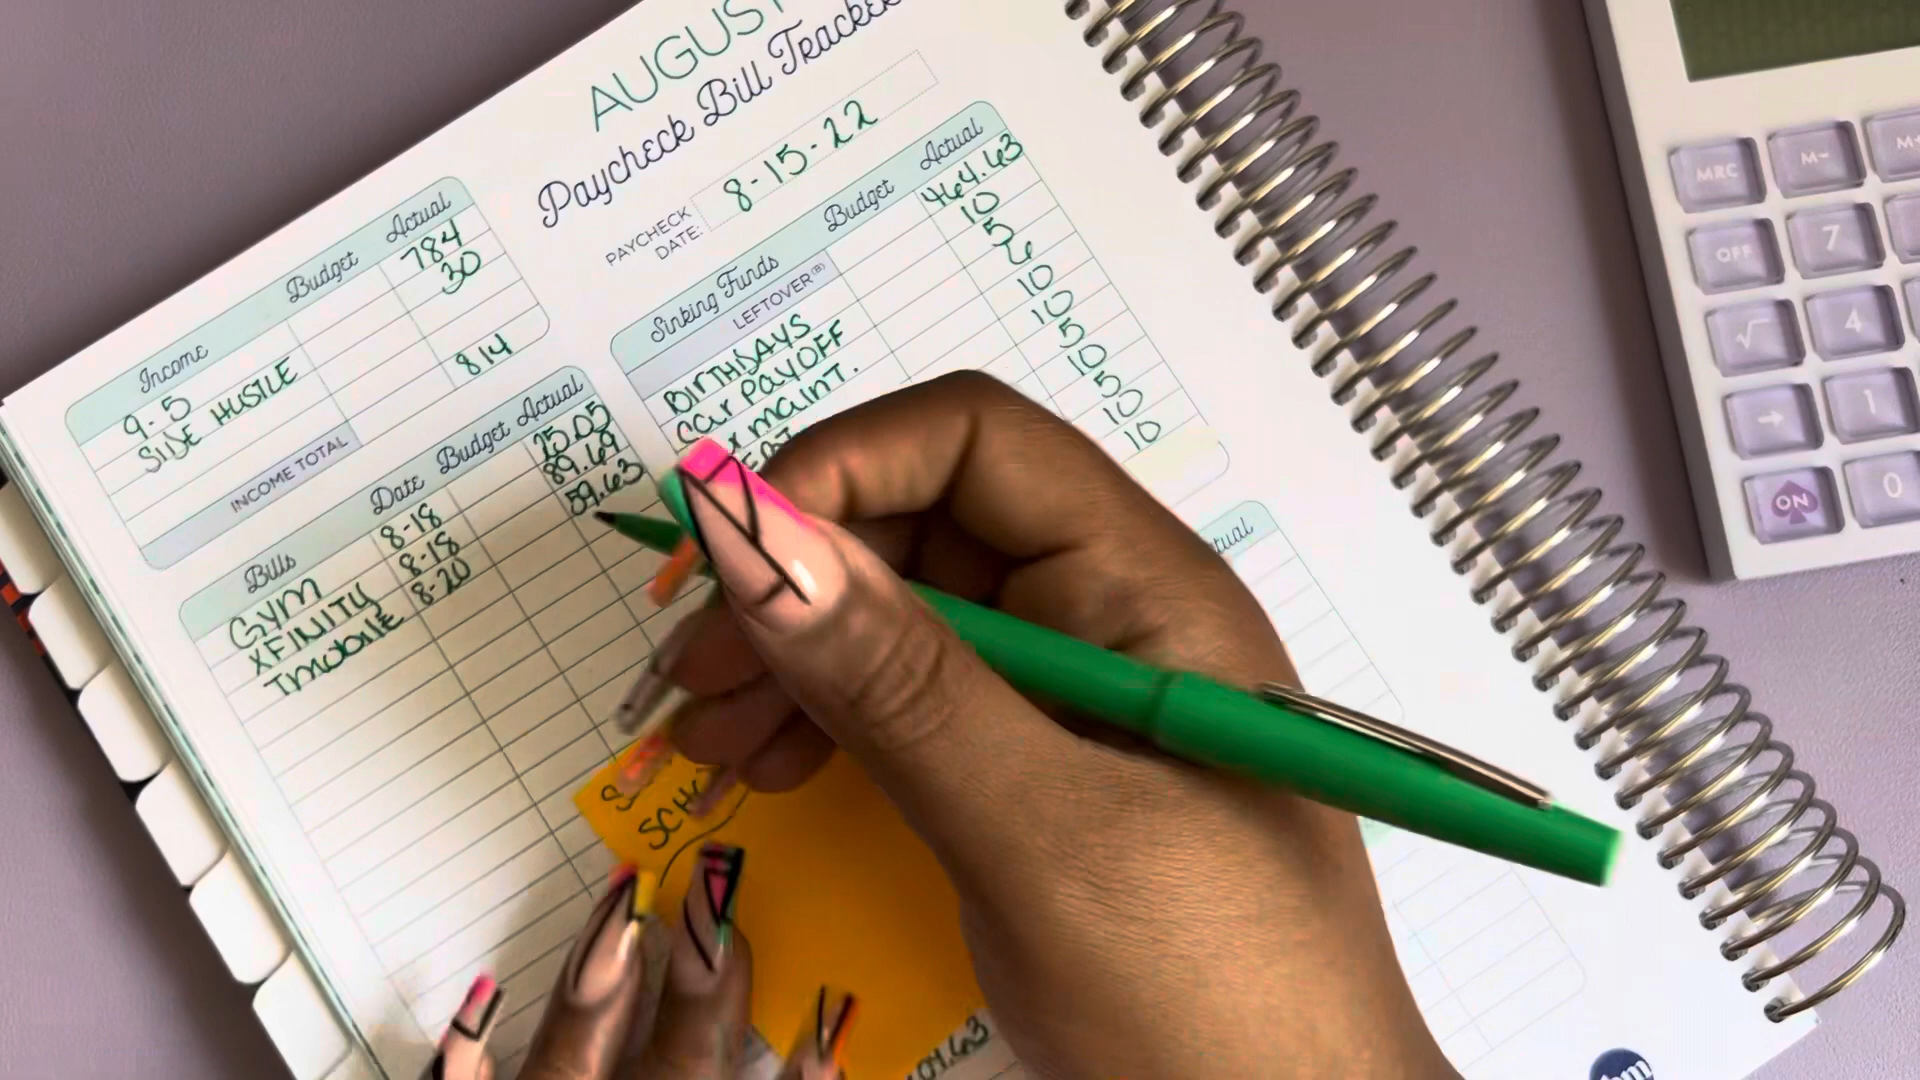 AUGUST
Paycheck Bill Tracker
PAYCHECK DATE: 8-15-22
Income Budget Actual
9-5 784
SIDE HUSTLE 30
INCOME TOTAL 814
Bills Date Budget Actual
GYM 8-18 25.05
XFINITY 8-18 89.69
Tmobile 8-20 59.63
Sinking Funds Budget Actual
LEFTOVER(B) 464.63
BIRTHDAYS 10
Car PAYOFF 5
maint. 6
10
10
5
10
5
10
10
MRC M-
OFF 7
√ 4
→ 1
ON 0